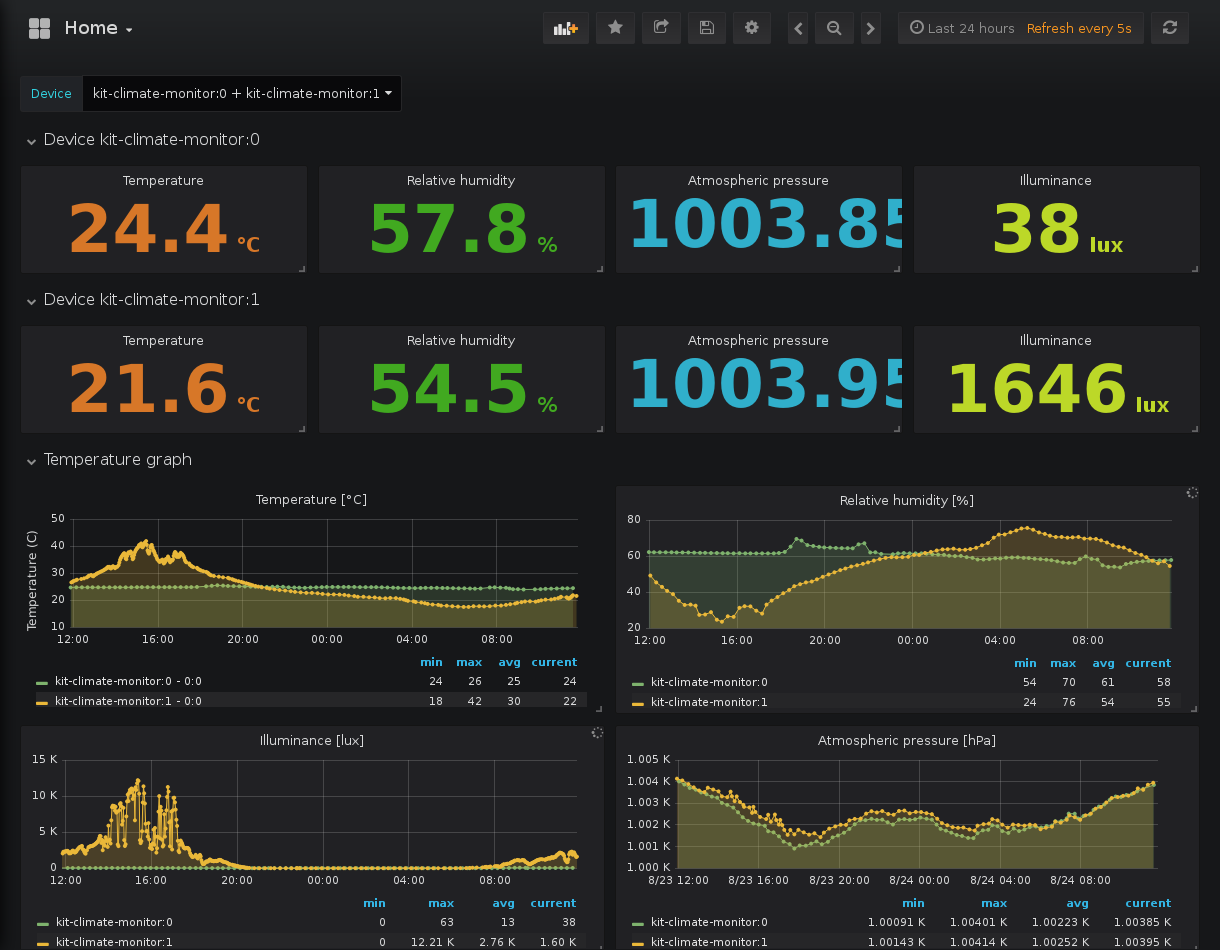 Home
Last 24 hours Refresh every 5s
Device kit-climate-monitor:0 + kit-climate-monitor:1
Device kit-climate-monitor:0
Temperature Relative humidity Atmospheric pressure Illuminance
24.4 °C 57.8 % 1003.85 38 lux
Device kit-climate-monitor:1
Temperature Relative humidity Atmospheric pressure Illuminance
21.6 °C 54.5 % 1003.95 1646 lux
Temperature graph
Temperature [°C]
Temperature (C)
50
40
30
20
10
12:00 16:00 20:00 00:00 04:00 08:00
min max avg current
kit-climate-monitor:0 - 0:0 24 26 25 24
kit-climate-monitor:1 - 0:0 18 42 30 22
Relative humidity [%]
80
60
40
20
12:00 16:00 20:00 00:00 04:00 08:00
min max avg current
kit-climate-monitor:0 54 70 61 58
kit-climate-monitor:1 24 76 54 55
Illuminance [lux]
15 K
10 K
5 K
0
12:00 16:00 20:00 00:00 04:00 08:00
min max avg current
kit-climate-monitor:0 0 63 13 38
kit-climate-monitor:1 0 12.21 K 2.76 K 1.60 K
Atmospheric pressure [hPa]
1.005 K
1.004 K
1.003 K
1.002 K
1.001 K
1.000 K
8/23 12:00 8/23 16:00 8/23 20:00 8/24 00:00 8/24 04:00 8/24 08:00
min max avg current
kit-climate-monitor:0 1.00091 K 1.00401 K 1.00223 K 1.00385 K
kit-climate-monitor:1 1.00143 K 1.00414 K 1.00252 K 1.00395 K